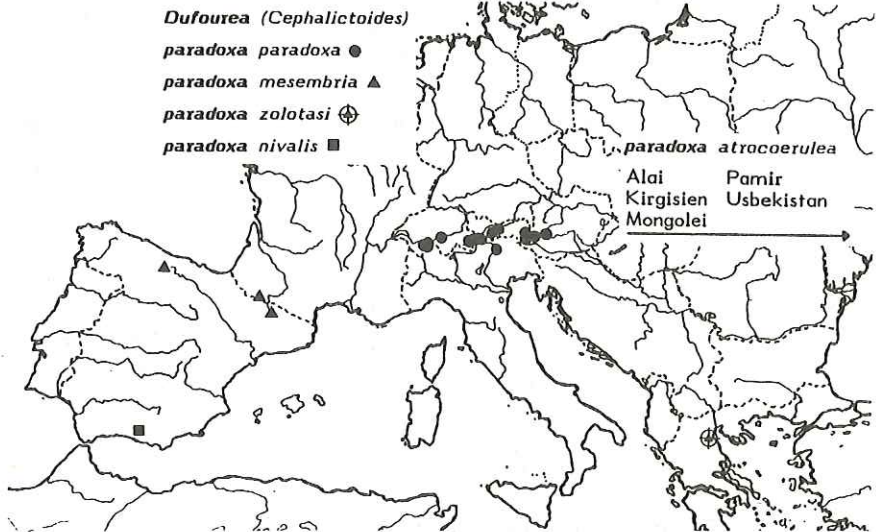 Dufourea (Cephalictoides)
paradoxa paradoxa ●
paradoxa mesembria ▲
paradoxa zolotasi
paradoxa nivalis ■
paradoxa atrocoerulea
Alai Pamir
Kirgisien Usbekistan
Mongolei